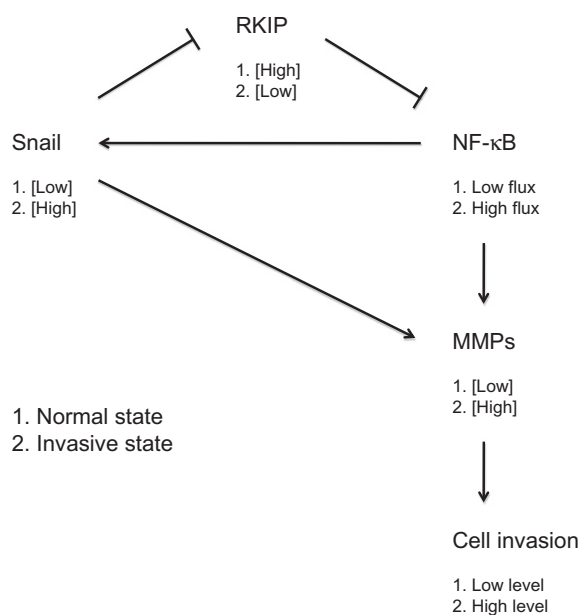 RKIP
1. [High]
2. [Low]
Snail
1. [Low]
2. [High]
NF-κB
1. Low flux
2. High flux
MMPs
1. [Low]
2. [High]
1. Normal state
2. Invasive state
Cell invasion
1. Low level
2. High level